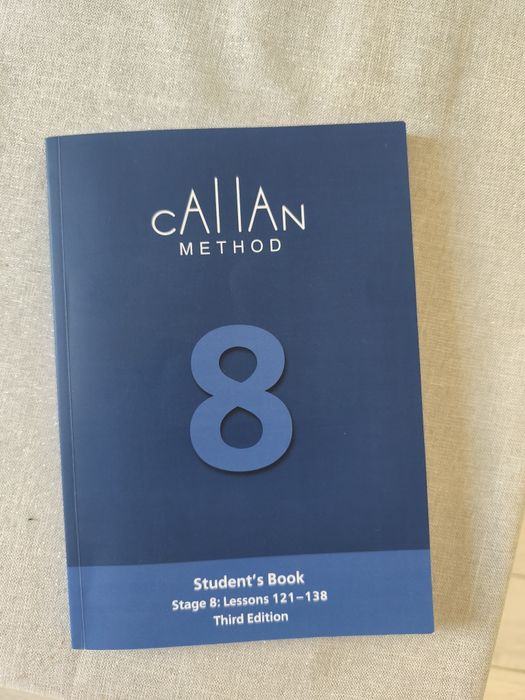 cAllAN
METHOD
8
Student's Book
Stage 8: Lessons 121–138
Third Edition